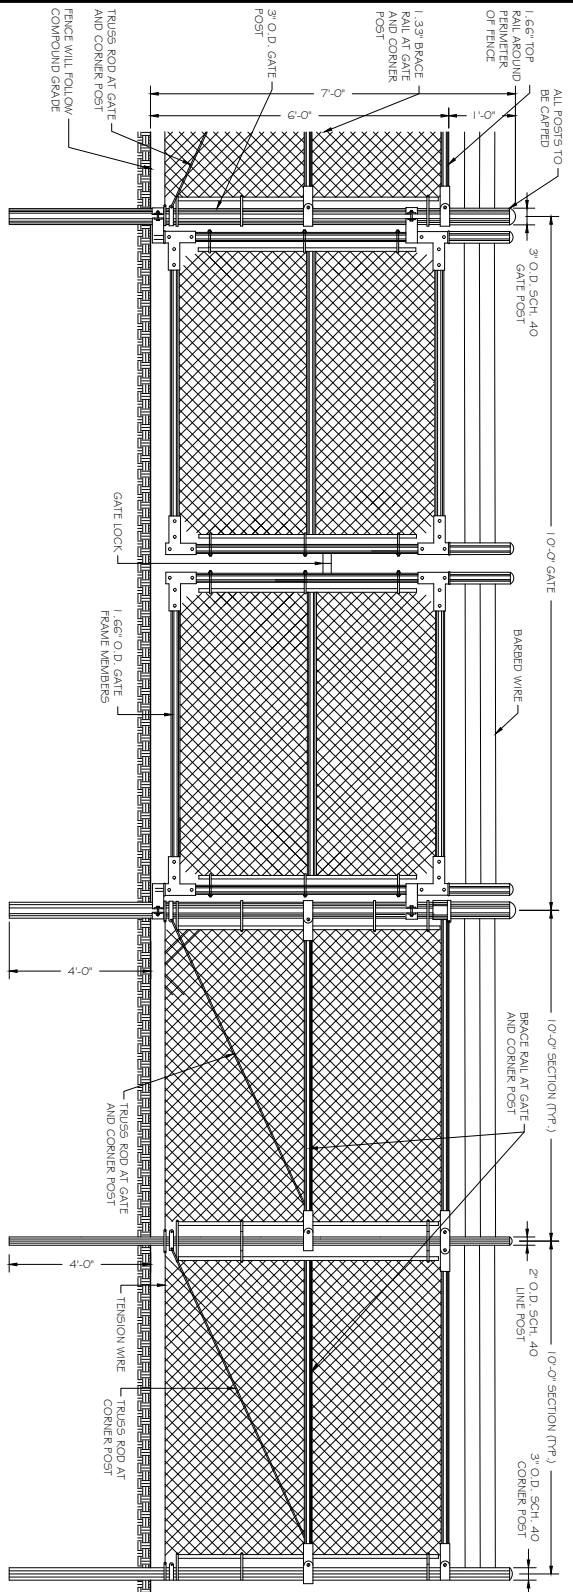 ALL POSTS TO
BE CAPPED
1.66" TOP
RAIL AROUND
PERIMETER
OF FENCE
1.33" BRACE
RAIL AT GATE
AND CORNER
POST
3" O.D. GATE
POST
TRUSS ROD AT GATE
AND CORNER POST
FENCE WILL FOLLOW
COMPOUND GRADE
7'-0"
6'-0"
1'-0"
3" O.D. SCH. 40
GATE POST
10'-0" GATE
BARBED WIRE
GATE LOCK
1.66" O.D. GATE
FRAME MEMBERS
10'-0" SECTION (TYP.)
BRACE RAIL AT GATE
AND CORNER POST
4'-0"
TRUSS ROD AT GATE
AND CORNER POST
2" O.D. SCH. 40
LINE POST
4'-0"
TENSION WIRE
10'-0" SECTION (TYP.)
TRUSS ROD AT
CORNER POST
3" O.D. SCH. 40
CORNER POST